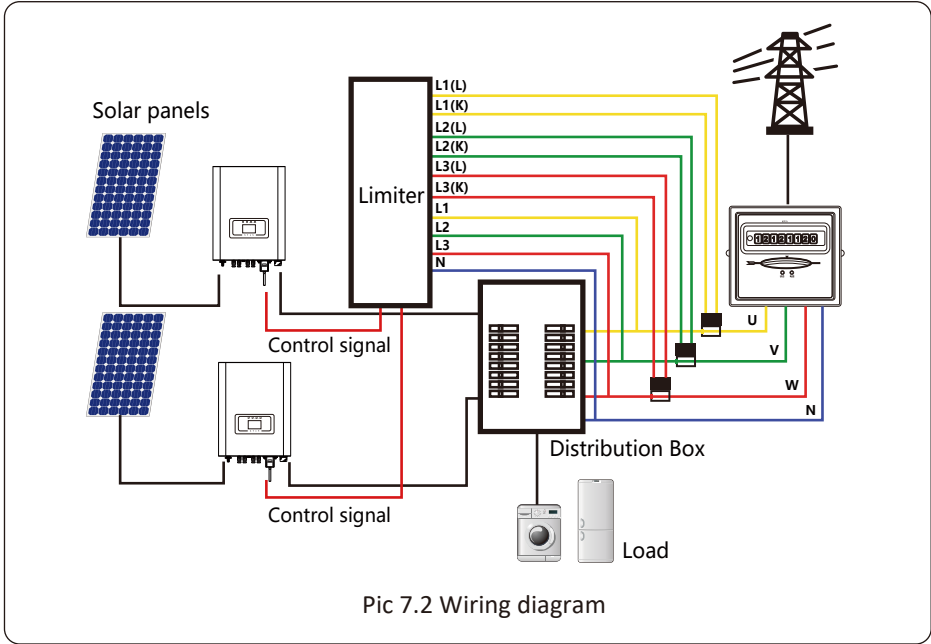 Solar panels
Limiter
L1(L)
L1(K)
L2(L)
L2(K)
L3(L)
L3(K)
L1
L2
L3
N
12121120
U
V
W
N
Control signal
Distribution Box
Control signal
Load
Pic 7.2 Wiring diagram